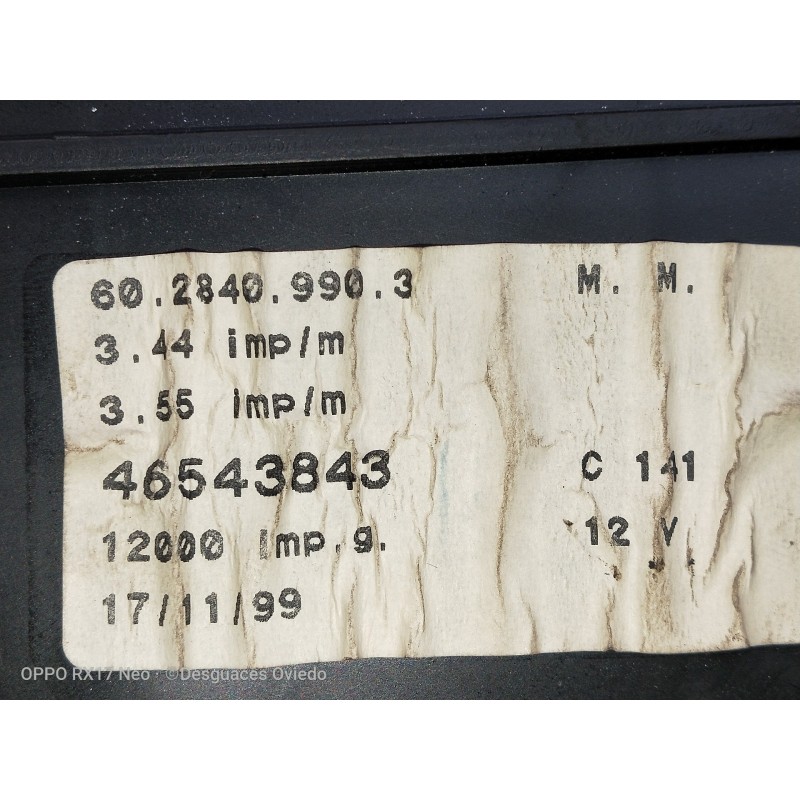 60.2840.990.3 M. M.
3.44 imp/m
3.55 imp/m
46543843 C 141
12000 Imp.g. 12 V
17/11/99
OPPO RX17 Neo · ©Desguaces Oviedo